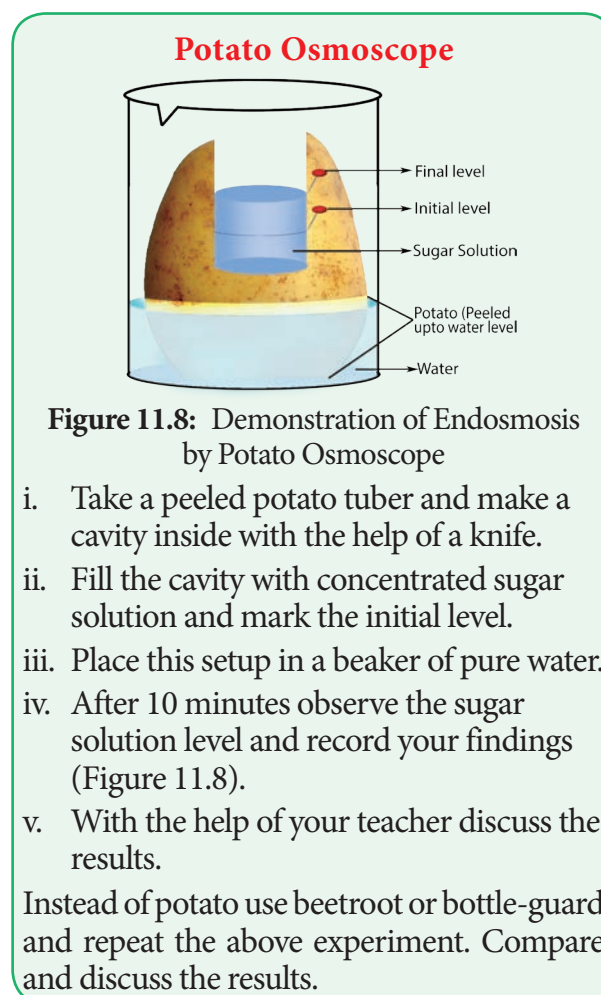 Potato Osmoscope
Final level
Initial level
Sugar Solution
Potato (Peeled
upto water level
Water
Figure 11.8: Demonstration of Endosmosis
by Potato Osmoscope
i. Take a peeled potato tuber and make a
cavity inside with the help of a knife.
ii. Fill the cavity with concentrated sugar
solution and mark the initial level.
iii. Place this setup in a beaker of pure water.
iv. After 10 minutes observe the sugar
solution level and record your findings
(Figure 11.8).
v. With the help of your teacher discuss the
results.
Instead of potato use beetroot or bottle-guard
and repeat the above experiment. Compare
and discuss the results.